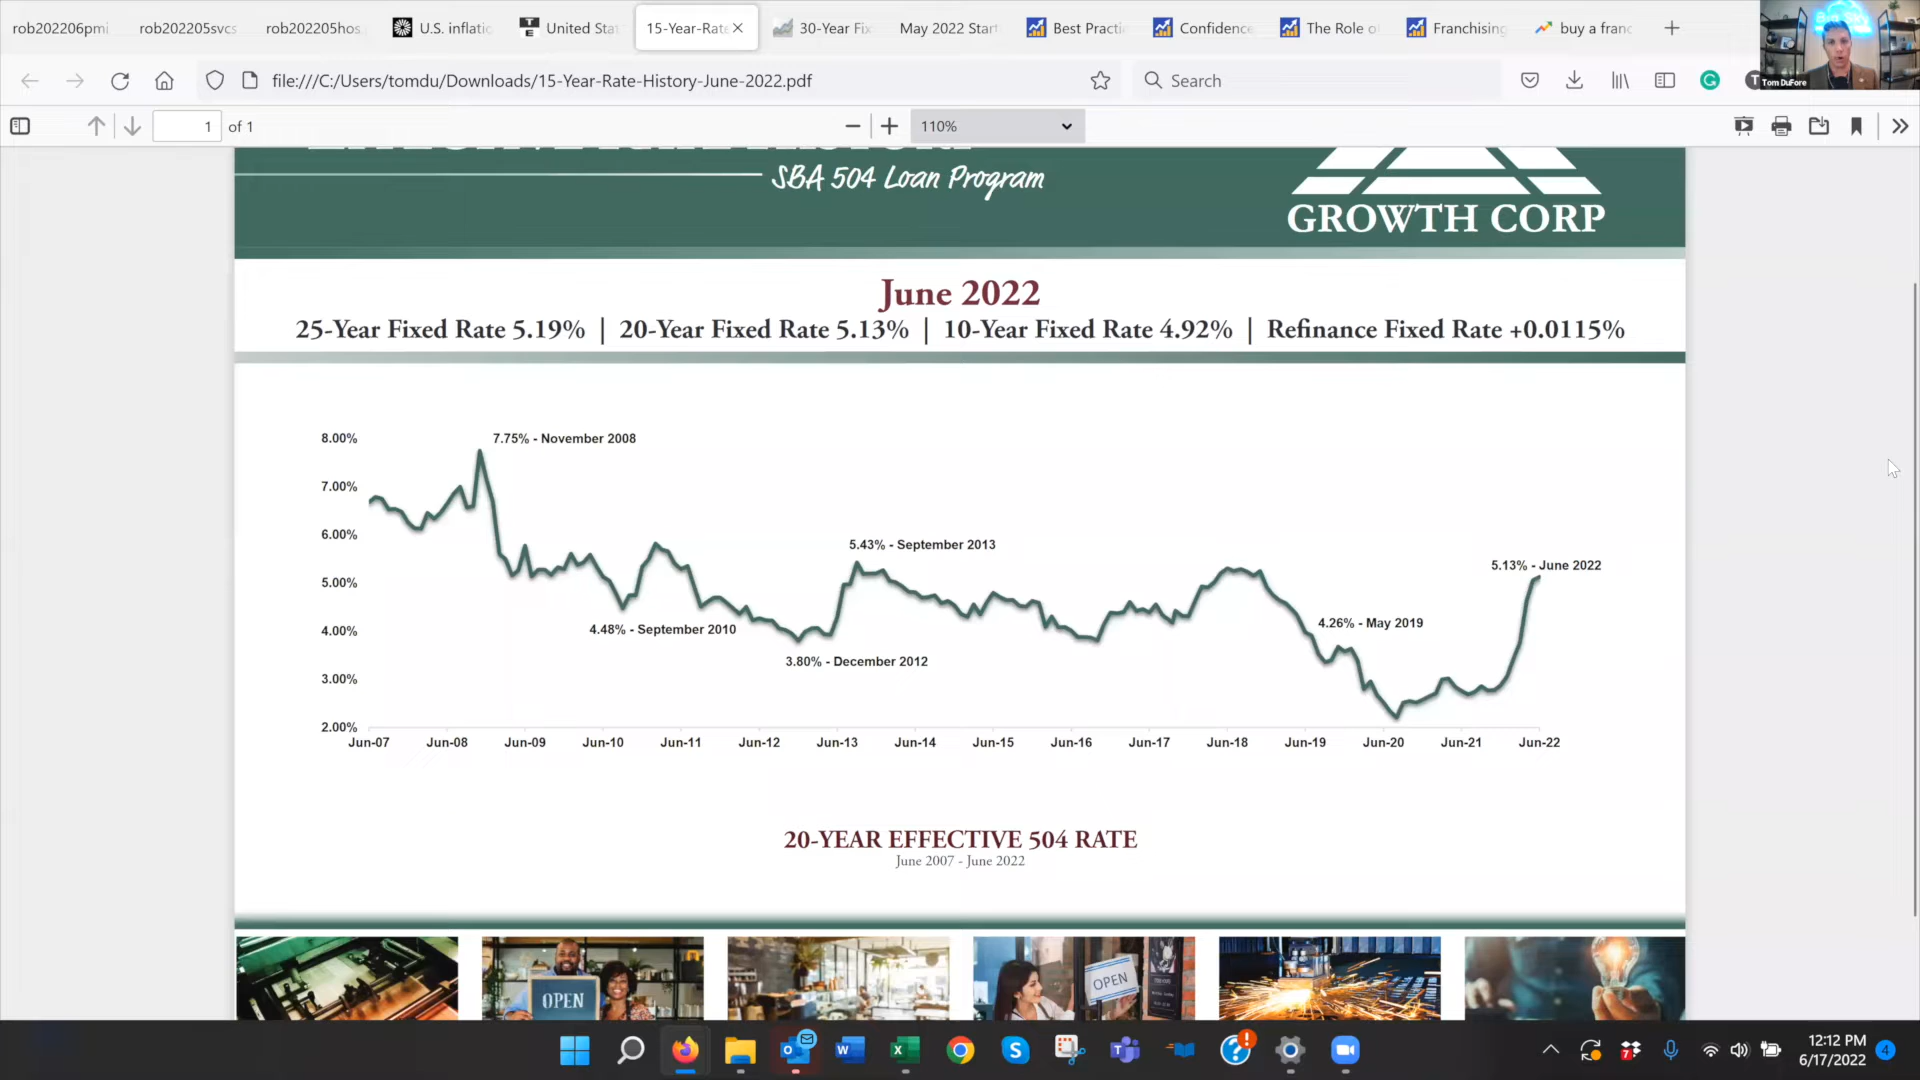 rob202206pmi
rob202205svcs
rob202205hos
U.S. inflatio
United Sta
15-Year-Rate
30-Year Fix
May 2022 Start
Best Practi
Confidence
The Role o
Franchising
buy a franc
file:///C:/Users/tomdu/Downloads/15-Year-Rate-History-June-2022.pdf
Search
Tom DuFore
1 of 1
110%
SBA 504 Loan Program
GROWTH CORP
June 2022
25-Year Fixed Rate 5.19% | 20-Year Fixed Rate 5.13% | 10-Year Fixed Rate 4.92% | Refinance Fixed Rate +0.0115%
8.00%
7.00%
6.00%
5.00%
4.00%
3.00%
2.00%
7.75% - November 2008
4.48% - September 2010
3.80% - December 2012
5.43% - September 2013
4.26% - May 2019
5.13% - June 2022
Jun-07 Jun-08 Jun-09 Jun-10 Jun-11 Jun-12 Jun-13 Jun-14 Jun-15 Jun-16 Jun-17 Jun-18 Jun-19 Jun-20 Jun-21 Jun-22
20-YEAR EFFECTIVE 504 RATE
June 2007 - June 2022
OPEN
OPEN
12:12 PM
6/17/2022
4